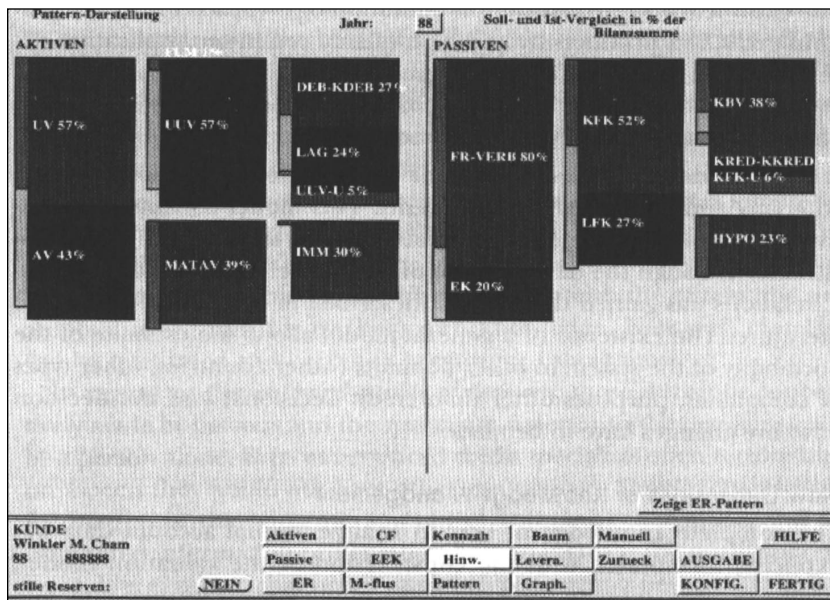 Pattern-Darstellung
Jahr: 88
Soll- und Ist-Vergleich in % der
Bilanzsumme
AKTIVEN
UV 57%
AV 43%
FLM 1%
UUV 57%
MATAV 39%
DEB-KDEB 27%
LAG 24%
UUV-U 5%
IMM 30%
PASSIVEN
FR-VERB 80%
EK 20%
KFK 52%
LFK 27%
KBV 38%
KRED-KKRED
KFK-U 6%
HYPO 23%
Zeige ER-Pattern
KUNDE
Winkler M. Cham
88 888888
stille Reserven: NEIN
Aktiven CF Kennzah Baum Manuell HILFE
Passive EEK Hinw. Levera. Zurueck AUSGABE
ER M.-flus Pattern Graph. KONFIG. FERTIG